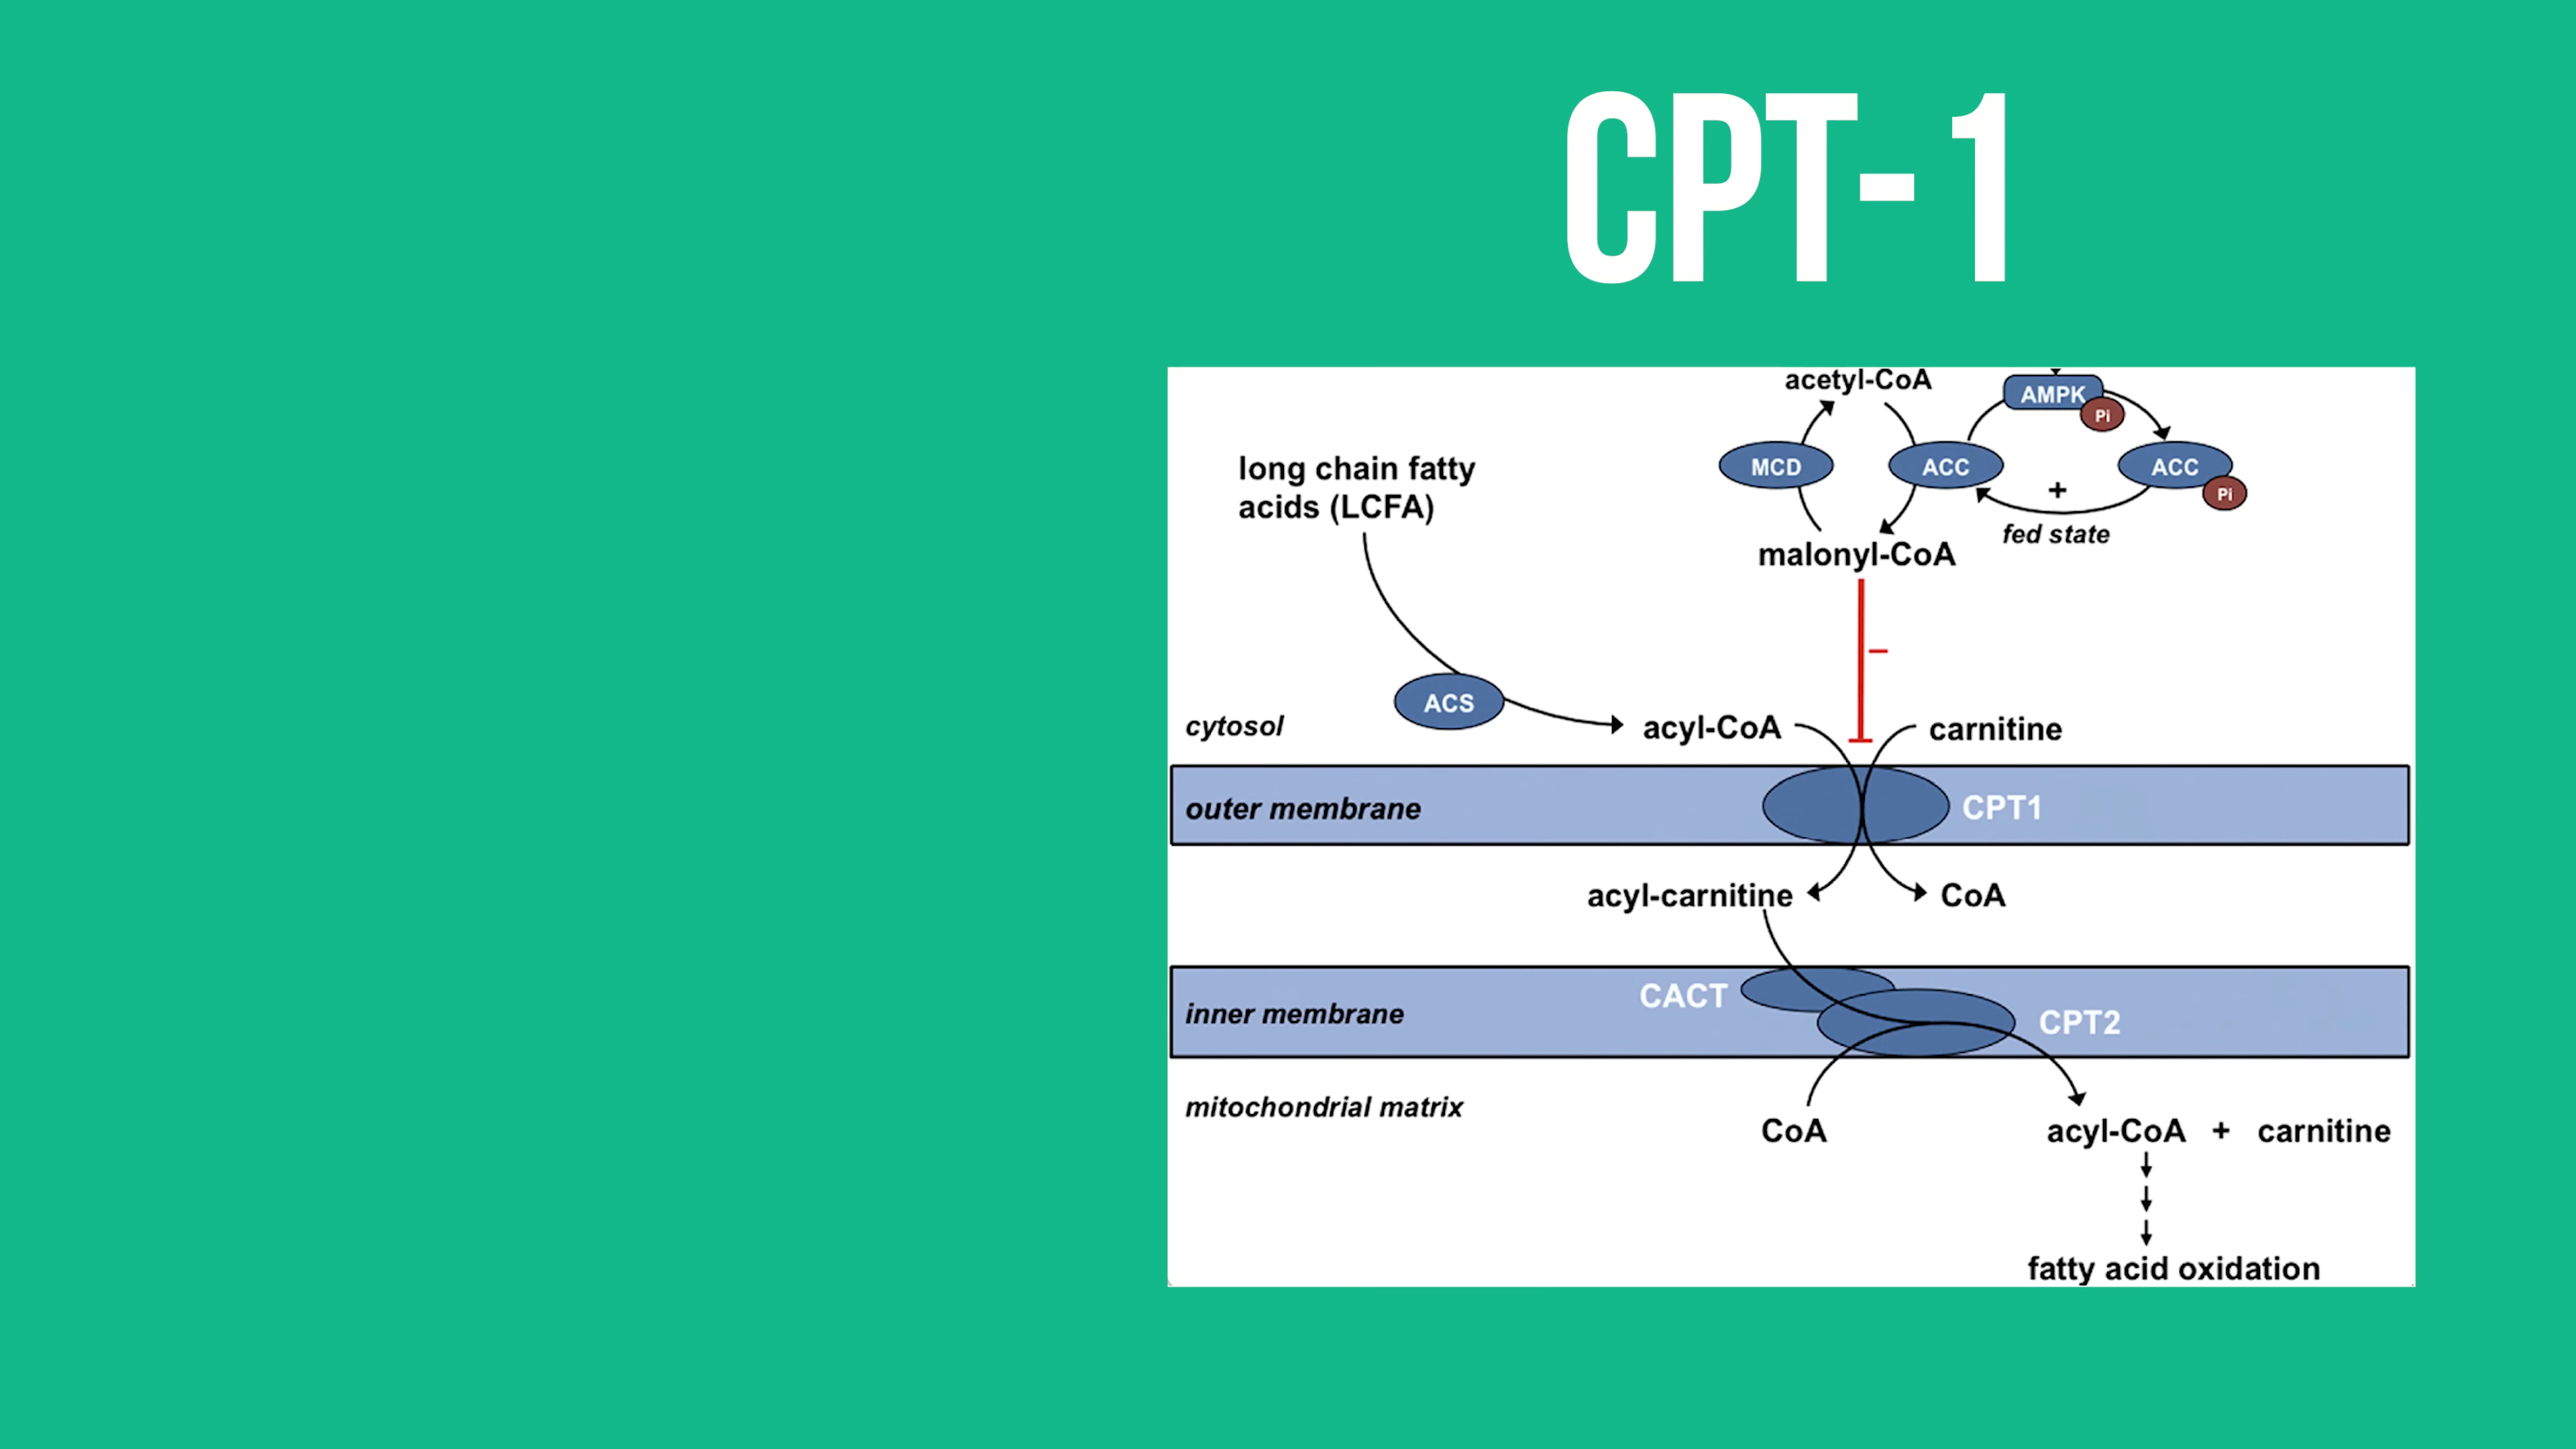 CPT-1
acetyl-CoA
AMPK
Pi
long chain fatty
acids (LCFA)
MCD
ACC
ACC
Pi
+
fed state
malonyl-CoA
–
ACS
cytosol
acyl-CoA
carnitine
outer membrane
CPT1
acyl-carnitine
CoA
CACT
inner membrane
CPT2
mitochondrial matrix
CoA
acyl-CoA + carnitine
fatty acid oxidation